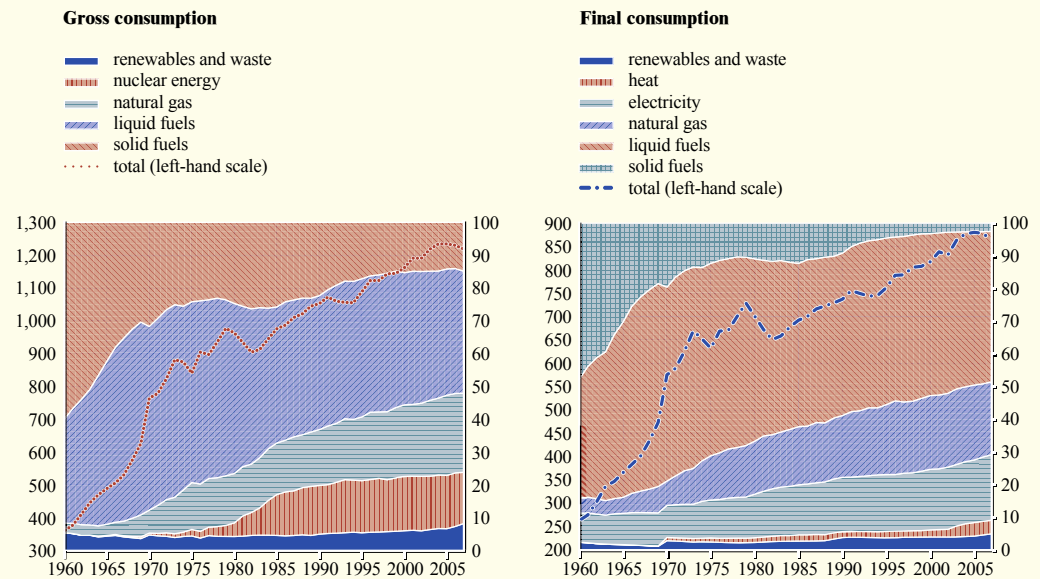 Gross consumption
renewables and waste
nuclear energy
natural gas
liquid fuels
solid fuels
total (left-hand scale)
1,300
1,200
1,100
1,000
900
800
700
600
500
400
300
100
90
80
70
60
50
40
30
20
10
0
1960 1965 1970 1975 1980 1985 1990 1995 2000 2005
Final consumption
renewables and waste
heat
electricity
natural gas
liquid fuels
solid fuels
total (left-hand scale)
900
850
800
750
700
650
600
550
500
450
400
350
300
250
200
100
90
80
70
60
50
40
30
20
10
0
1960 1965 1970 1975 1980 1985 1990 1995 2000 2005